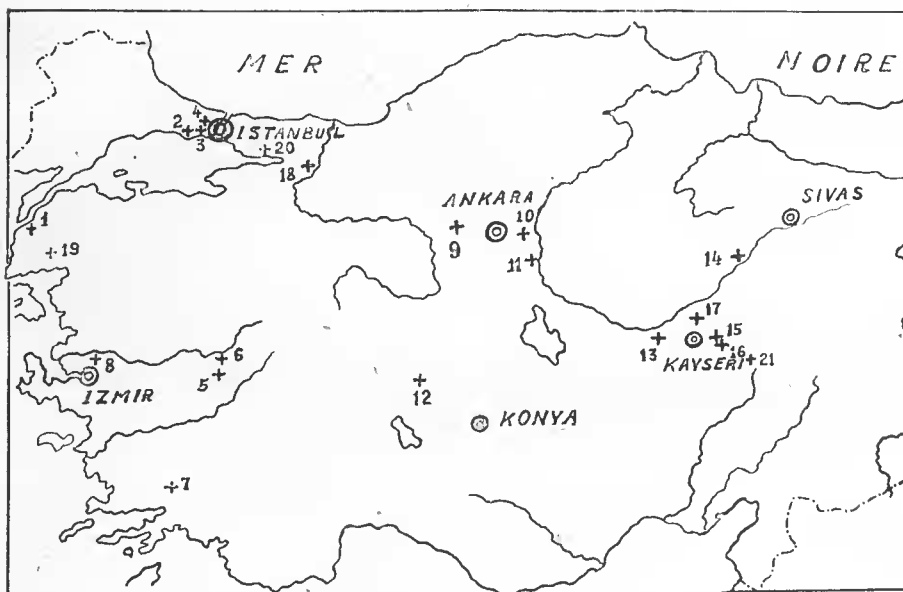 MER NOIRE
4
2 3 ISTANBUL
20
18
ANKARA SIVAS
1 9 10
19 11 14
17
13 15
16
KAYSERI 21
8 6
5
IZMIR
12
KONYA
7